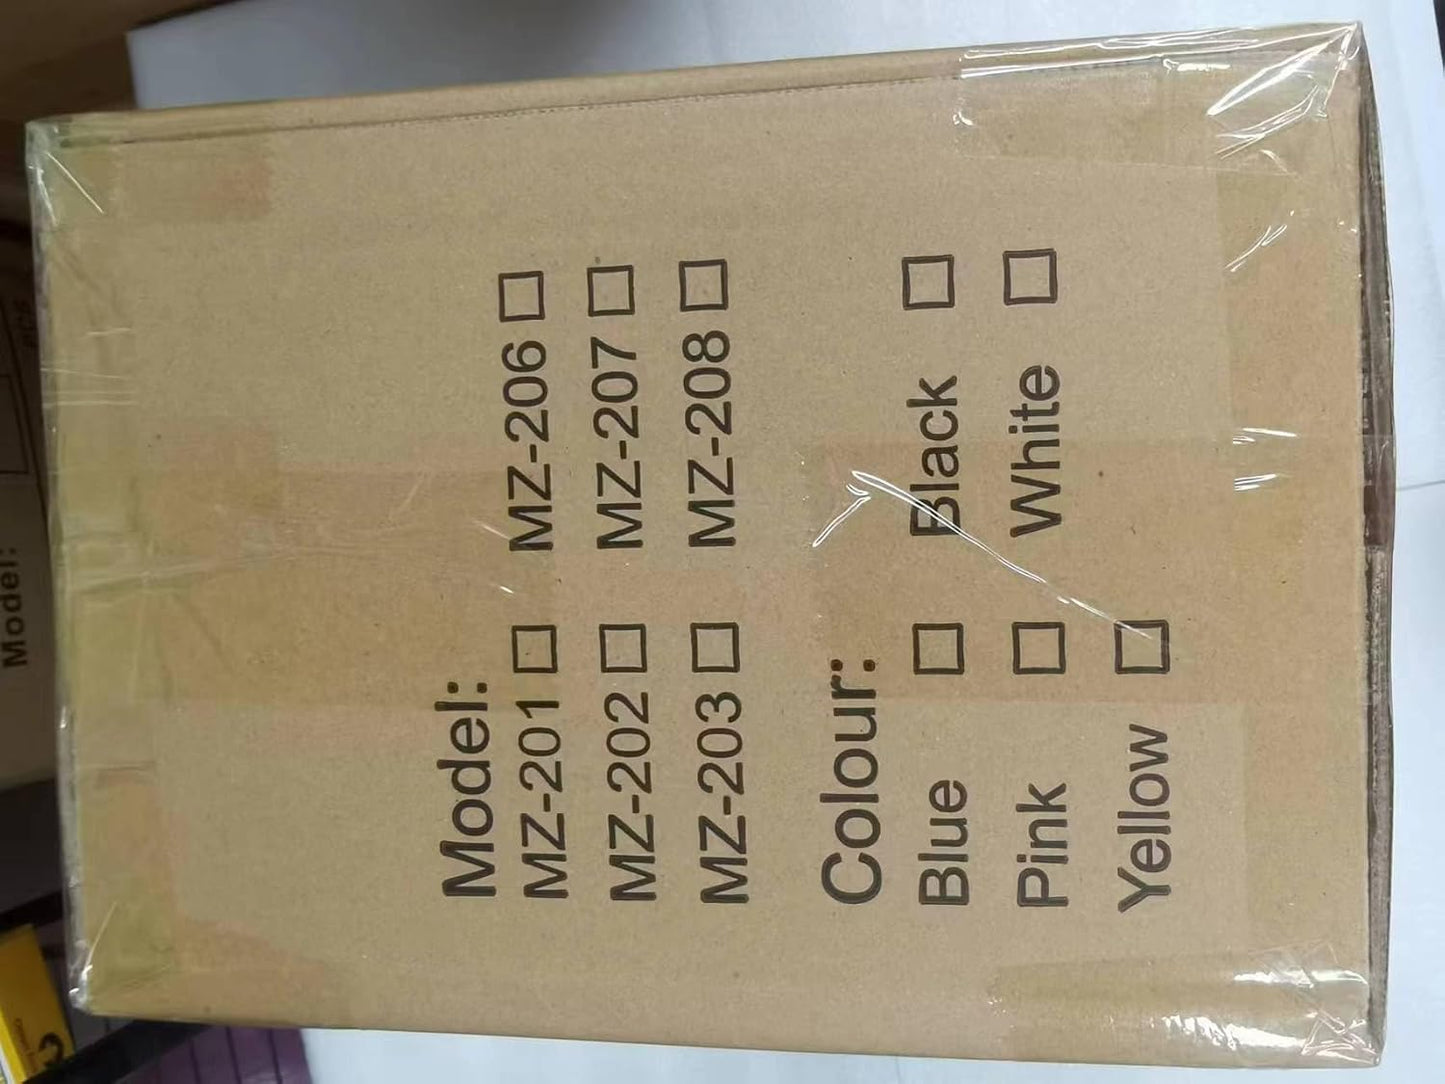 Model:
MZ-201 □ MZ-206 □
MZ-202 □ MZ-207 □
MZ-203 □ MZ-208 □
Colour:
Blue □ Black □
Pink □ White □
Yellow □
Model: